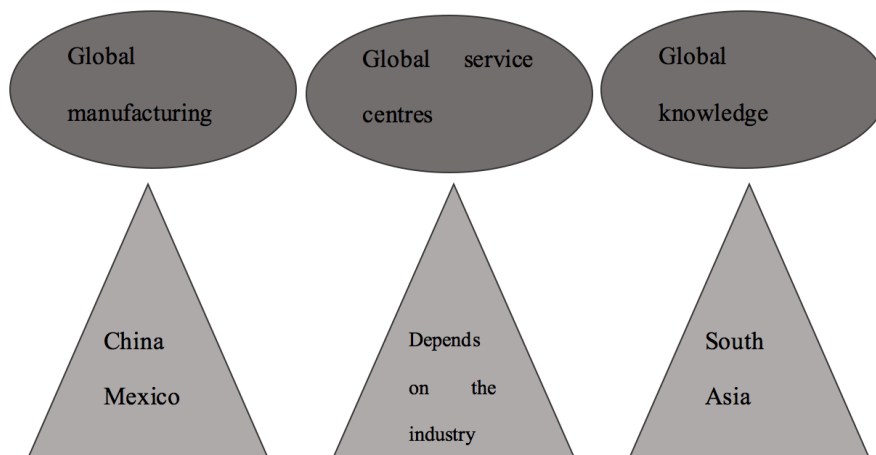 Global
manufacturing
Global service
centres
Global
knowledge
China
Mexico
Depends
on the
industry
South
Asia